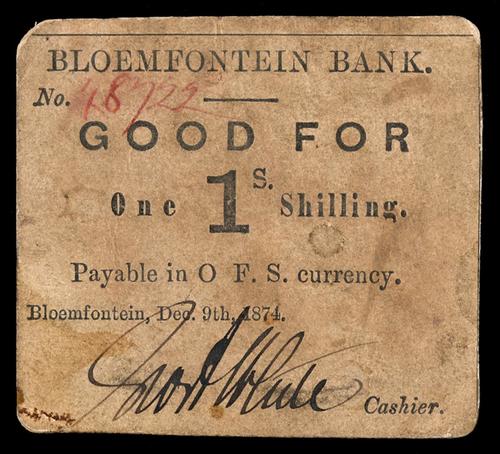 BLOEMFONTEIN BANK.
No. 48722
GOOD FOR
One 1S. Shilling.
Payable in O F. S. currency.
Bloemfontein, Dec. 9th, 1874.
Cashier.